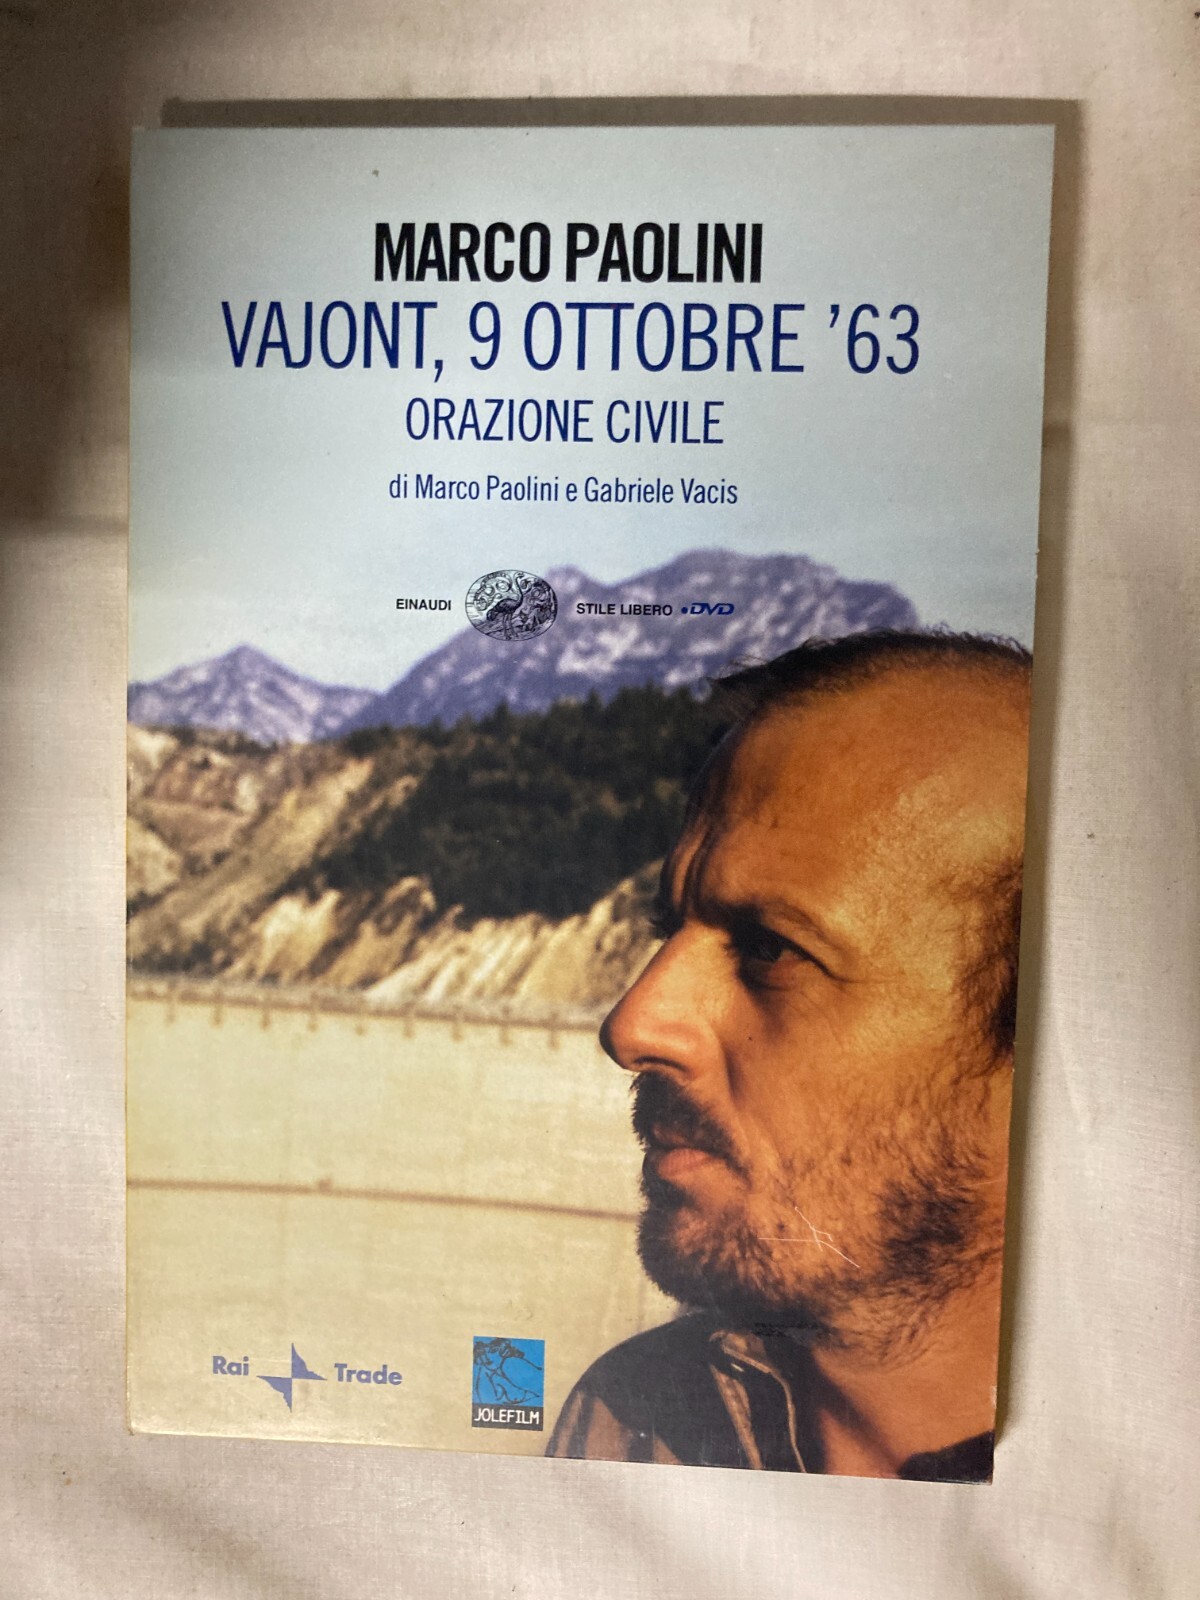 MARCO PAOLINI
VAJONT, 9 OTTOBRE '63
ORAZIONE CIVILE
di Marco Paolini e Gabriele Vacis
EINAUDI STILE LIBERO •DVD
Rai Trade
JOLEFILM